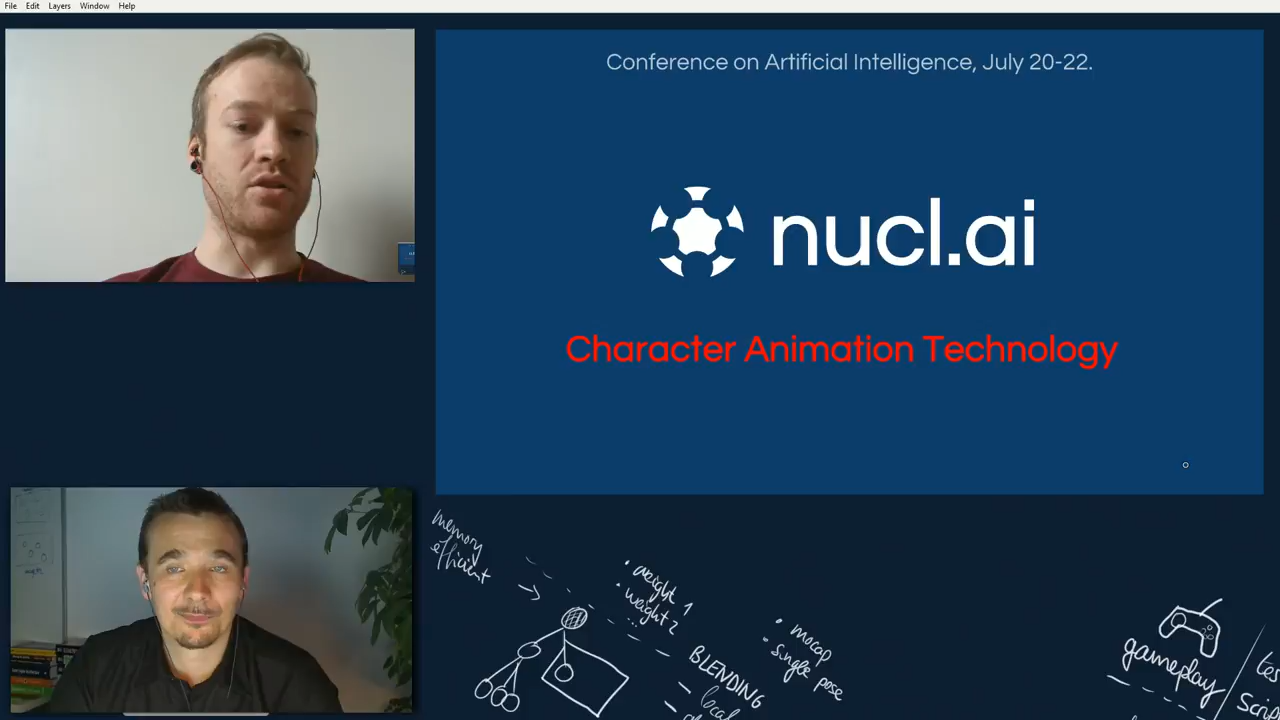 File Edit Layers Window Help
Conference on Artificial Intelligence, July 20-22.
nucl.ai
Character Animation Technology
memory
efficient
• weight 1
• weight 2
...
BLENDING
local
• mocap
• single pose
gameplay